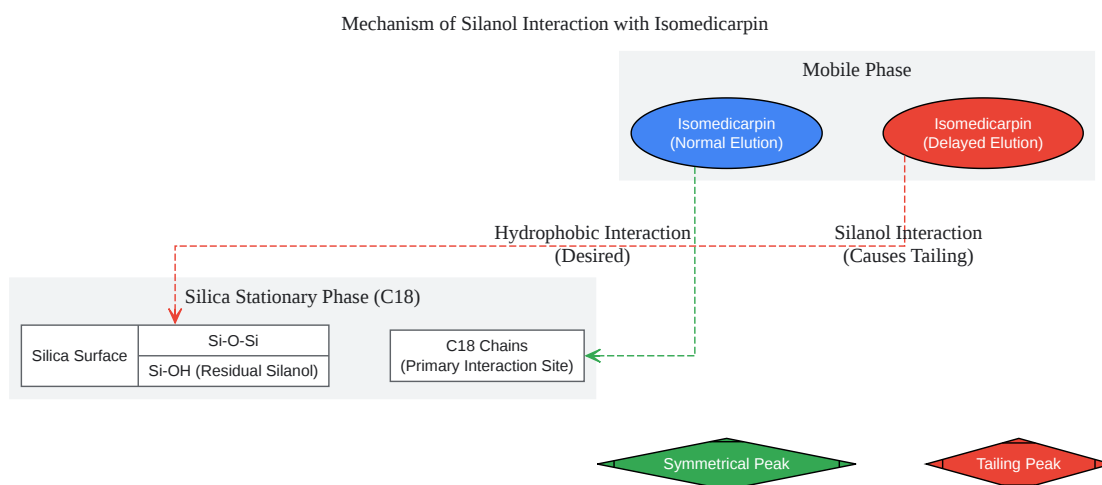 Mechanism of Silanol Interaction with Isomedicarpin
Mobile Phase
Isomedicarpin
(Normal Elution)
Isomedicarpin
(Delayed Elution)
Hydrophobic Interaction
(Desired)
Silanol Interaction
(Causes Tailing)
Silica Stationary Phase (C18)
Silica Surface
Si-O-Si
Si-OH (Residual Silanol)
C18 Chains
(Primary Interaction Site)
Symmetrical Peak
Tailing Peak